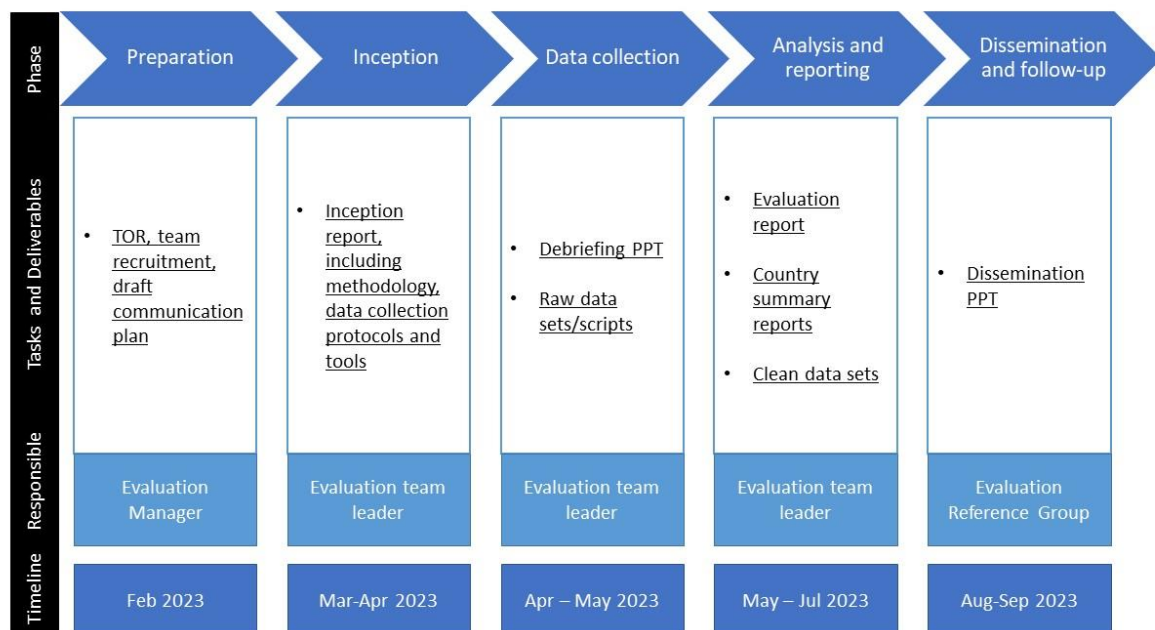 Phase
Preparation
Inception
Data collection
Analysis and
reporting
Dissemination
and follow-up
Tasks and Deliverables
• TOR, team
recruitment,
draft
communication
plan
• Inception
report,
including
methodology,
data collection
protocols and
tools
• Debriefing PPT
• Raw data
sets/scripts
• Evaluation
report
• Country
summary
reports
• Clean data sets
• Dissemination
PPT
Responsible
Evaluation
Manager
Evaluation team
leader
Evaluation team
leader
Evaluation team
leader
Evaluation
Reference Group
Timeline
Feb 2023
Mar-Apr 2023
Apr – May 2023
May – Jul 2023
Aug-Sep 2023